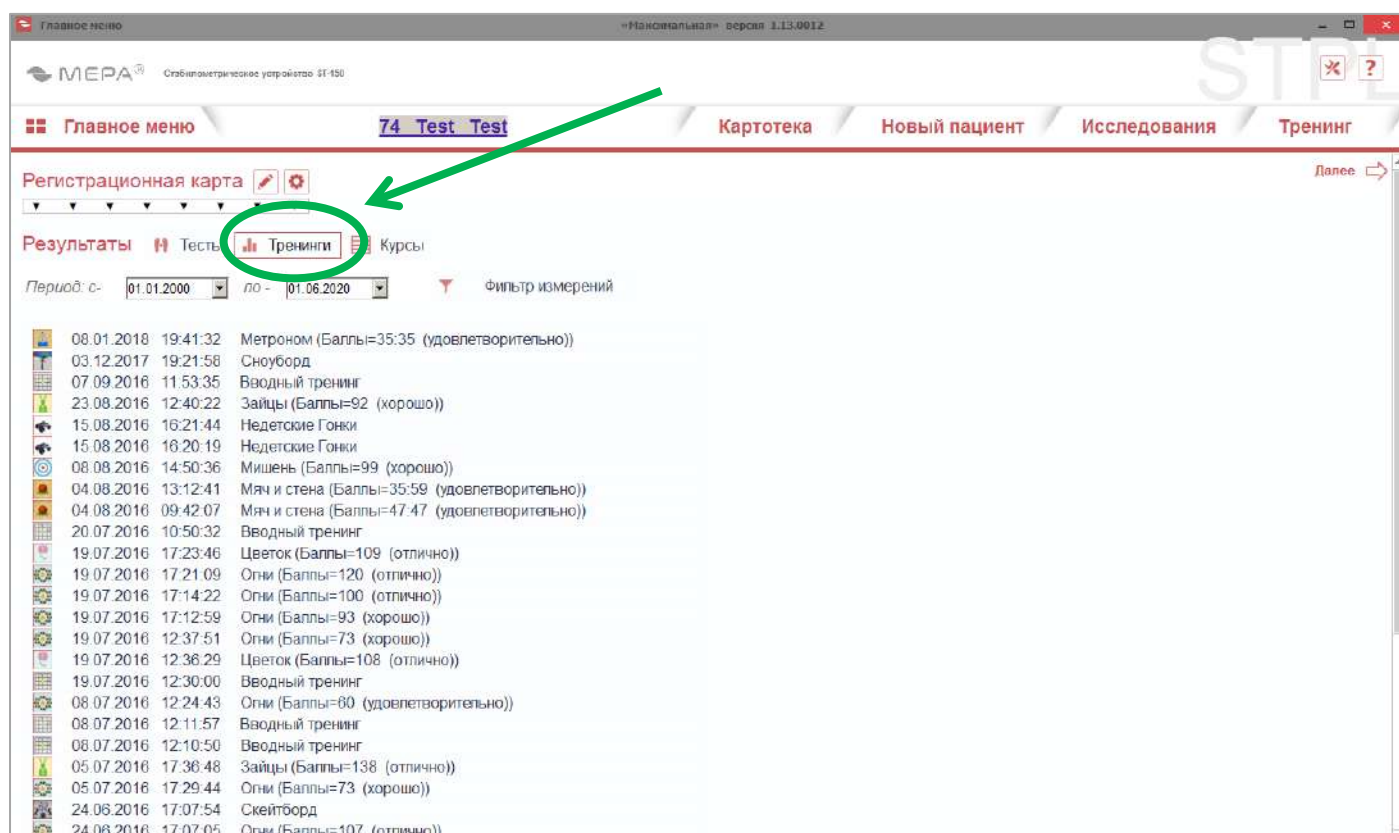 Главное меню «Максимальная» версия 1.13.0012
STPL
МЕРА® Стабилометрическое устройство ST-150 ?
Главное меню 74 Test Test Картотека Новый пациент Исследования Тренинг
Регистрационная карта Далее
Результаты Тесты Тренинги Курсы
Период: с- 01.01.2000 по - 01.06.2020 Фильтр измерений
08.01.2018 19:41:32 Метроном (Баллы=35:35 (удовлетворительно))
03.12.2017 19:21:58 Сноуборд
07.09.2016 11:53:35 Вводный тренинг
23.08.2016 12:40:22 Зайцы (Баллы=92 (хорошо))
15.08.2016 16:21:44 Недетские Гонки
15.08.2016 16:20:19 Недетские Гонки
08.08.2016 14:50:36 Мишень (Баллы=99 (хорошо))
04.08.2016 13:12:41 Мяч и стена (Баллы=35:59 (удовлетворительно))
04.08.2016 09:42:07 Мяч и стена (Баллы=47:47 (удовлетворительно))
20.07.2016 10:50:32 Вводный тренинг
19.07.2016 17:23:46 Цветок (Баллы=109 (отлично))
19.07.2016 17:21:09 Огни (Баллы=120 (отлично))
19.07.2016 17:14:22 Огни (Баллы=100 (отлично))
19.07.2016 17:12:59 Огни (Баллы=93 (хорошо))
19.07.2016 12:37:51 Огни (Баллы=73 (хорошо))
19.07.2016 12:36:29 Цветок (Баллы=108 (отлично))
19.07.2016 12:30:00 Вводный тренинг
08.07.2016 12:24:43 Огни (Баллы=60 (удовлетворительно))
08.07.2016 12:11:57 Вводный тренинг
08.07.2016 12:10:50 Вводный тренинг
05.07.2016 17:36:48 Зайцы (Баллы=138 (отлично))
05.07.2016 17:29:44 Огни (Баллы=73 (хорошо))
24.06.2016 17:07:54 Скейтборд
24.06.2016 17:07:05 Огни (Баллы=107 (отлично))